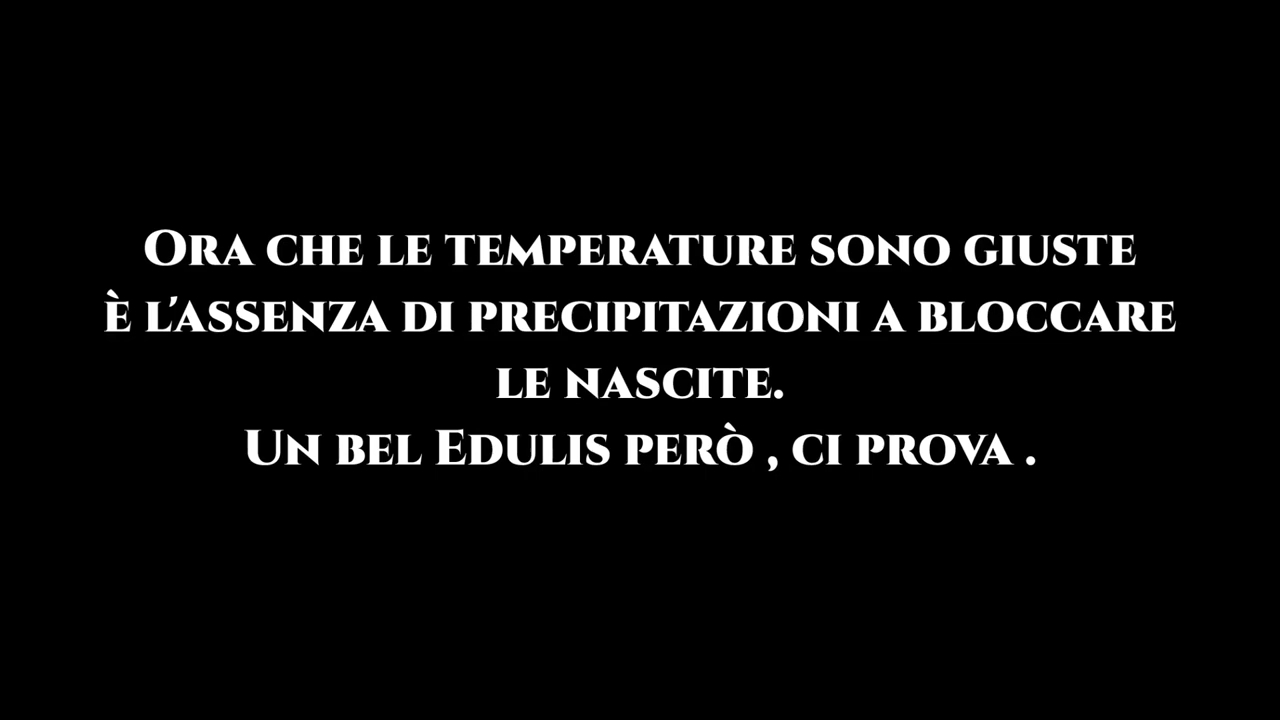 Ora che le temperature sono giuste
è l'assenza di precipitazioni a bloccare
le nascite.
Un bel Edulis però , ci prova .